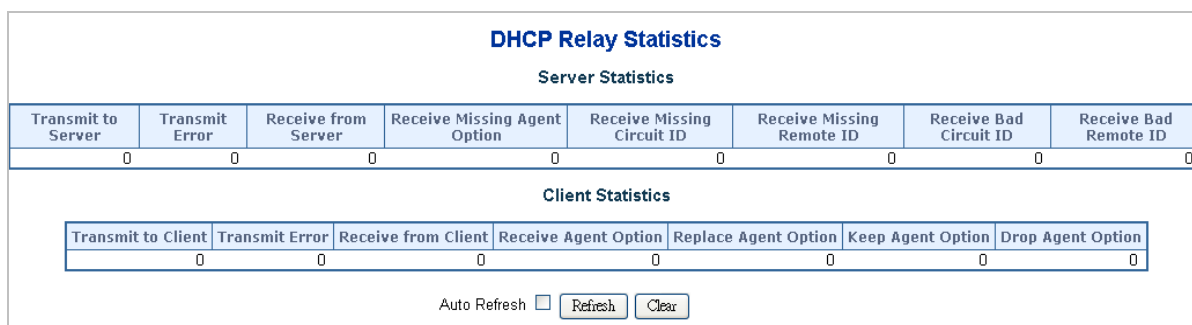 DHCP Relay Statistics
Server Statistics
Transmit to Server Transmit Error Receive from Server Receive Missing Agent Option Receive Missing Circuit ID Receive Missing Remote ID Receive Bad Circuit ID Receive Bad Remote ID
0 0 0 0 0 0 0 0
Client Statistics
Transmit to Client Transmit Error Receive from Client Receive Agent Option Replace Agent Option Keep Agent Option Drop Agent Option
0 0 0 0 0 0 0
Auto Refresh Refresh Clear